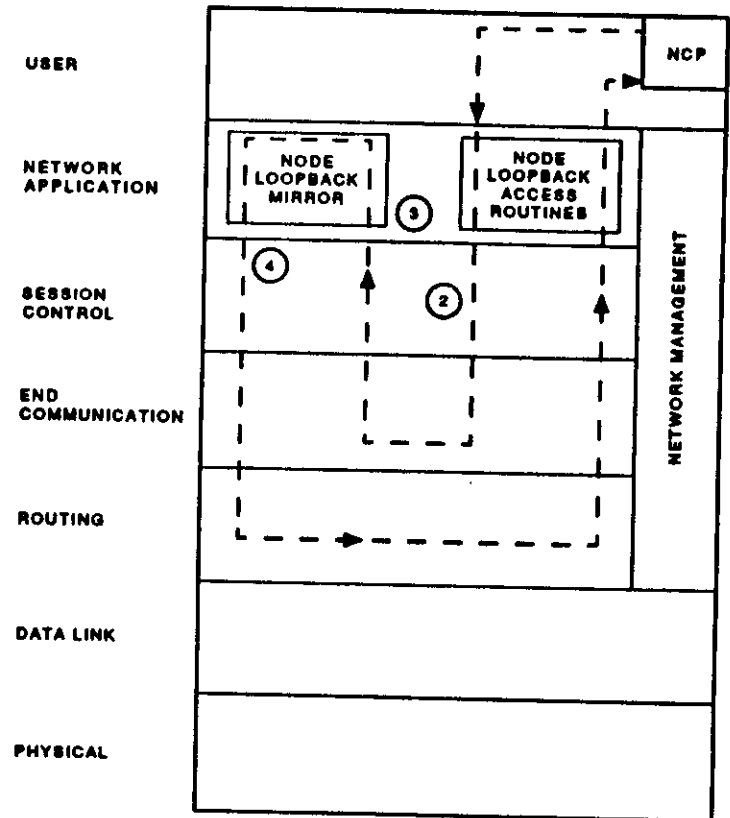 USER
NCP
NETWORK
APPLICATION
NODE
LOOPBACK
MIRROR
NODE
LOOPBACK
ACCESS
ROUTINES
3
4
SESSION
CONTROL
2
NETWORK MANAGEMENT
END
COMMUNICATION
ROUTING
DATA LINK
PHYSICAL